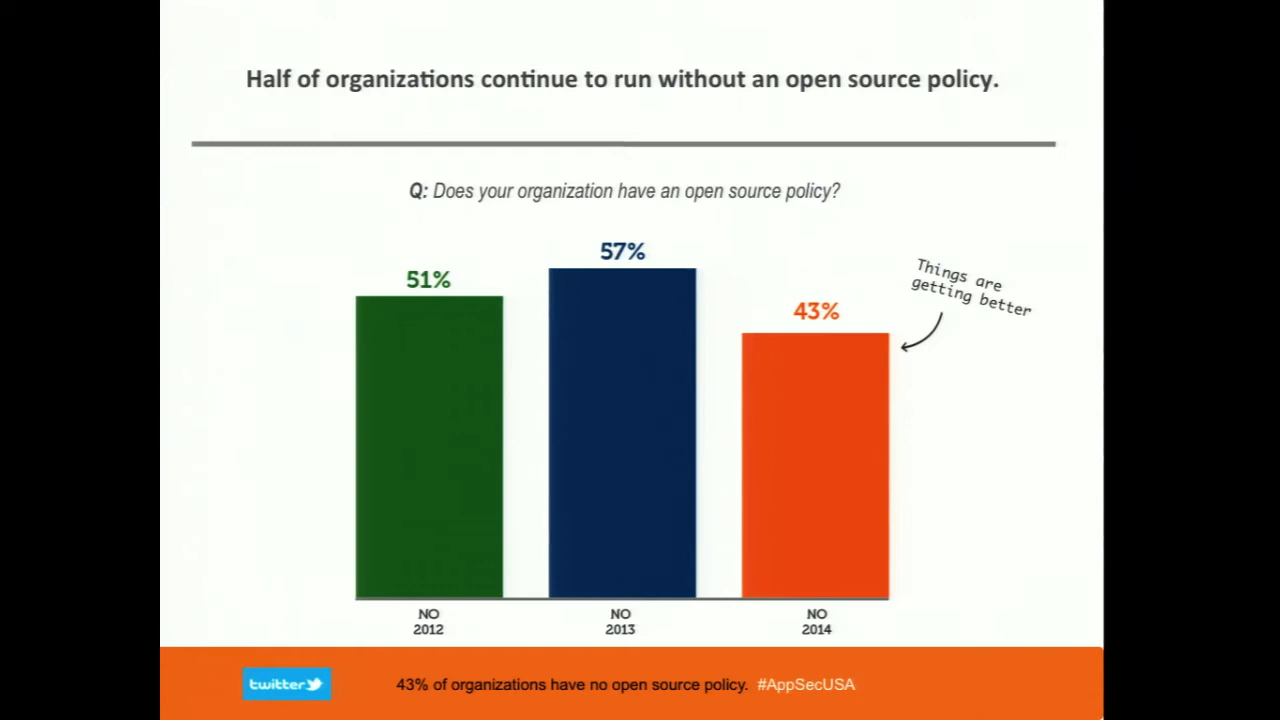 Half of organizations continue to run without an open source policy.
Q: Does your organization have an open source policy?
51%
57%
43%
Things are
getting better
NO
2012
NO
2013
NO
2014
twitter
43% of organizations have no open source policy. #AppSecUSA